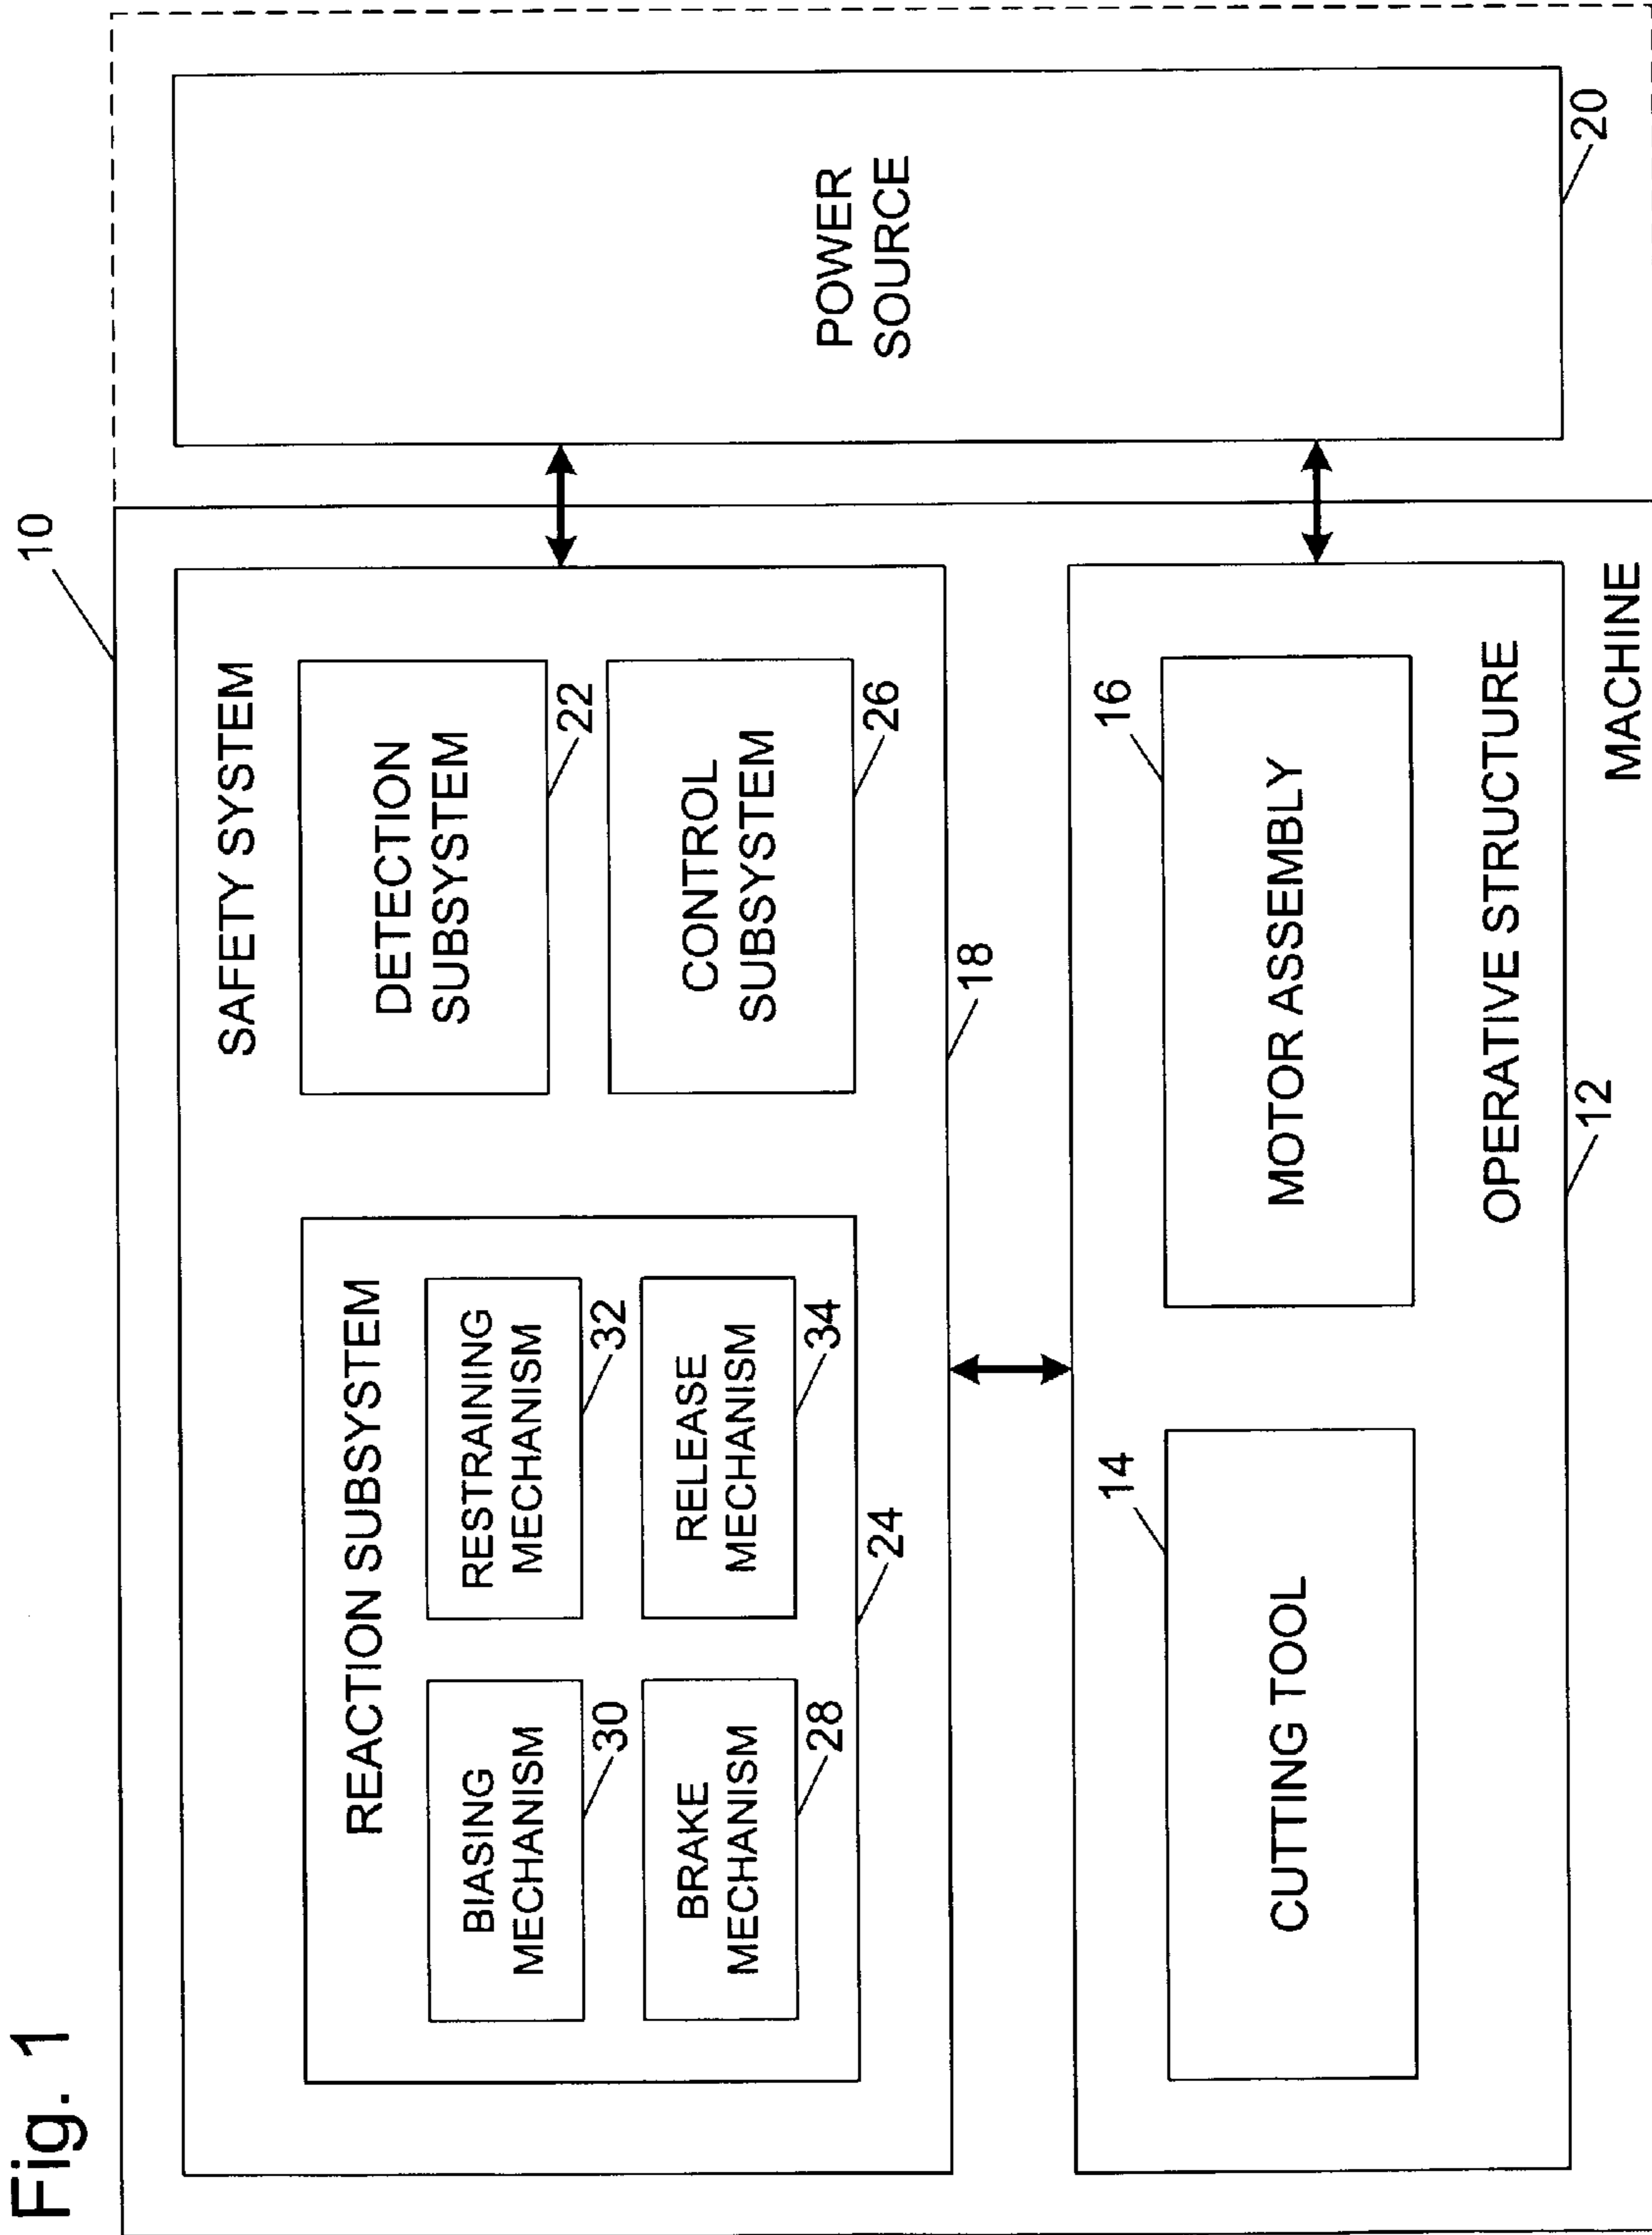 Fig. 1
10
SAFETY SYSTEM
REACTION SUBSYSTEM
BIASING
MECHANISM
30
RESTRAINING
MECHANISM
32
BRAKE
MECHANISM
28
RELEASE
MECHANISM
34
24
DETECTION
SUBSYSTEM
22
CONTROL
SUBSYSTEM
26
18
POWER
SOURCE
20
14
CUTTING TOOL
16
MOTOR ASSEMBLY
OPERATIVE STRUCTURE
12
MACHINE